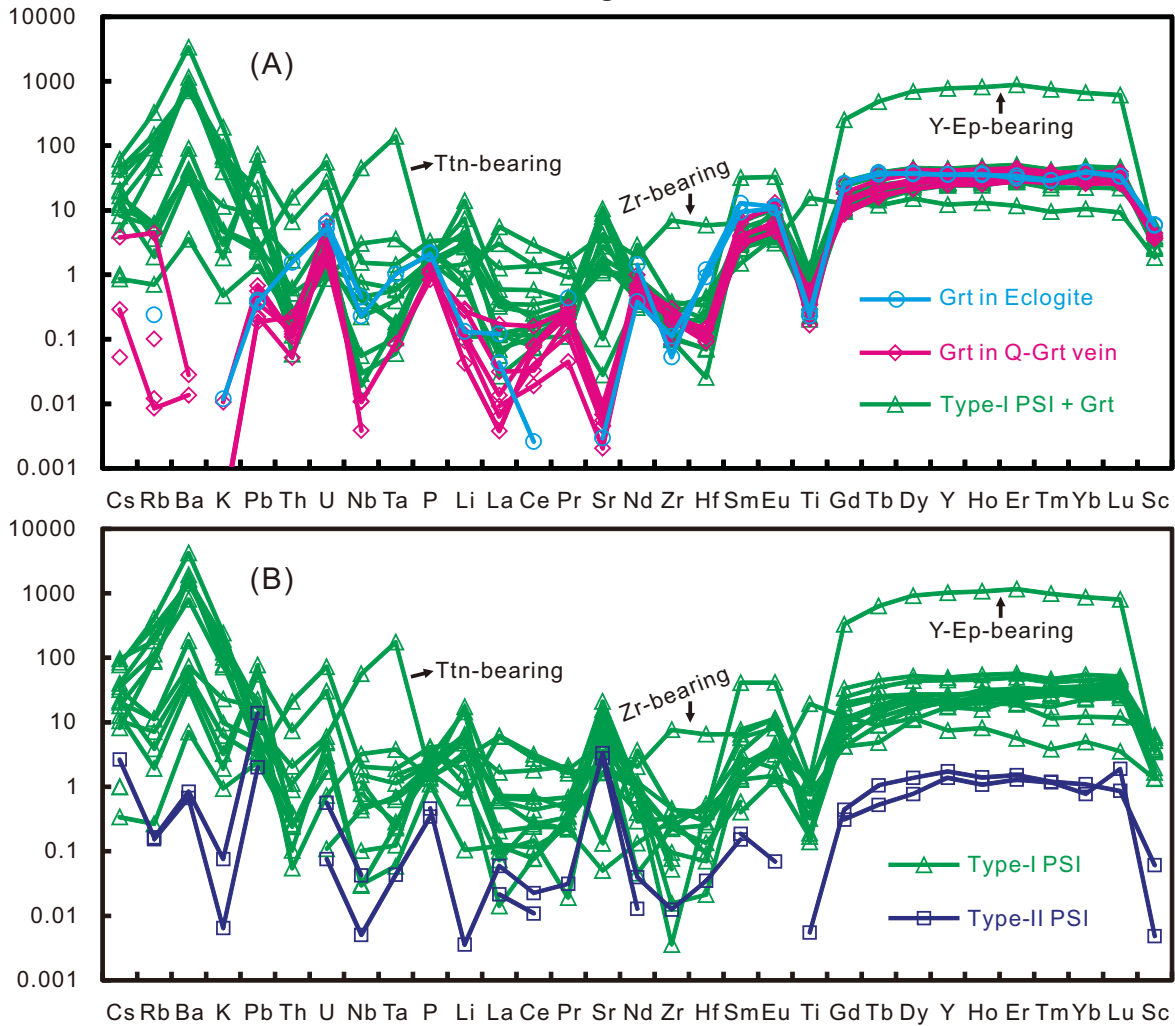 10000
1000
100
10
1
0.1
0.01
0.001
(A)
Ttn-bearing
Zr-bearing
Y-Ep-bearing
Grt in Eclogite
Grt in Q-Grt vein
Type-I PSI + Grt
Cs Rb Ba K Pb Th U Nb Ta P Li La Ce Pr Sr Nd Zr Hf Sm Eu Ti Gd Tb Dy Y Ho Er Tm Yb Lu Sc
10000
1000
100
10
1
0.1
0.01
0.001
(B)
Ttn-bearing
Zr-bearing
Y-Ep-bearing
Type-I PSI
Type-II PSI
Cs Rb Ba K Pb Th U Nb Ta P Li La Ce Pr Sr Nd Zr Hf Sm Eu Ti Gd Tb Dy Y Ho Er Tm Yb Lu Sc